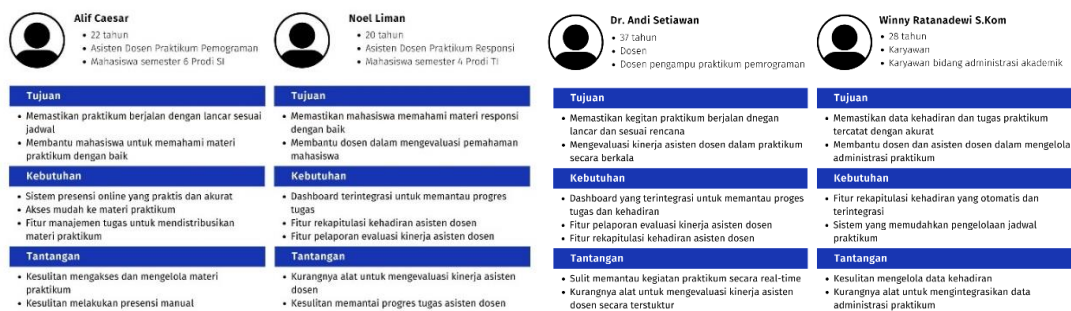 Alif Caesar
• 22 tahun
• Asisten Dosen Praktikum Pemograman
• Mahasiswa semester 6 Prodi SI
Tujuan
• Memastikan praktikum berjalan dengan lancar sesuai
jadwal
• Membantu mahasiswa untuk memahami materi
praktikum dengan baik
Kebutuhan
• Sistem presensi online yang praktis dan akurat
• Akses mudah ke materi praktikum
• Fitur manajemen tugas untuk mendistribusikan
materi praktikum
Tantangan
• Kesulitan mengakses dan mengelola materi
praktikum
• Kesulitan melakukan presensi manual
Noel Liman
• 20 tahun
• Asisten Dosen Praktikum Responsi
• Mahasiswa semester 4 Prodi TI
Tujuan
• Memastikan mahasiswa memahami materi responsi
dengan baik
• Membantu dosen dalam mengevaluasi pemahaman
mahasiswa
Kebutuhan
• Dashboard terintegrasi untuk memantau progres
tugas
• Fitur rekapitulasi kehadiran asisten dosen
• Fitur pelaporan evaluasi kinerja asisten dosen
Tantangan
• Kurangnya alat untuk mengevaluasi kinerja asisten
dosen
• Kesulitan memantai progres tugas asisten dosen
Dr. Andi Setiawan
• 37 tahun
• Dosen
• Dosen pengampu praktikum pemrograman
Tujuan
• Memastikan kegitan praktikum berjalan dnegan
lancar dan sesuai rencana
• Mengevaluasi kinerja asisten dosen dalam praktikum
secara berkala
Kebutuhan
• Dashboard yang terintegrasi untuk memantau proges
tugas dan kehadiran
• Fitur pelaporan evaluasi kinerja asisten dosen
• Fitur rekapitulasi kehadiran asisten dosen
Tantangan
• Sulit memantau kegiatan praktikum secara real-time
• Kurangnya alat untuk mengevaluasi kinerja asisten
dosen secara terstuktur
Winny Ratanadewi S.Kom
• 28 tahun
• Karyawan
• Karyawan bidang administrasi akademik
Tujuan
• Memastikan data kehadiran dan tugas praktikum
tercatat dengan akurat
• Membantu dosen dan asisten dosen dalam mengelola
administrasi praktikum
Kebutuhan
• Fitur rekapitulasi kehadiran yang otomatis dan
terintegrasi
• Sistem yang memudahkan pengelolaan jadwal
praktikum
Tantangan
• Kesulitan mengelola data kehadiran
• Kurangnya alat untuk mengintegrasikan data
administrasi praktikum